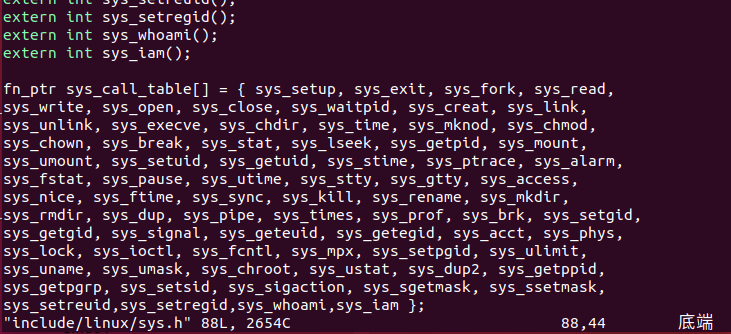 extern int sys_setreuid();
extern int sys_setregid();
extern int sys_whoami();
extern int sys_iam();
fn_ptr sys_call_table[] = { sys_setup, sys_exit, sys_fork, sys_read,
sys_write, sys_open, sys_close, sys_waitpid, sys_creat, sys_link,
sys_unlink, sys_execve, sys_chdir, sys_time, sys_mknod, sys_chmod,
sys_chown, sys_break, sys_stat, sys_lseek, sys_getpid, sys_mount,
sys_umount, sys_setuid, sys_getuid, sys_stime, sys_ptrace, sys_alarm,
sys_fstat, sys_pause, sys_utime, sys_stty, sys_gtty, sys_access,
sys_nice, sys_ftime, sys_sync, sys_kill, sys_rename, sys_mkdir,
sys_rmdir, sys_dup, sys_pipe, sys_times, sys_prof, sys_brk, sys_setgid,
sys_getgid, sys_signal, sys_geteuid, sys_getegid, sys_acct, sys_phys,
sys_lock, sys_ioctl, sys_fcntl, sys_mpx, sys_setpgid, sys_ulimit,
sys_uname, sys_umask, sys_chroot, sys_ustat, sys_dup2, sys_getppid,
sys_getpgrp, sys_setsid, sys_sigaction, sys_sgetmask, sys_ssetmask,
sys_setreuid,sys_setregid,sys_whoami,sys_iam };
"include/linux/sys.h" 88L, 2654C 88,44 底端